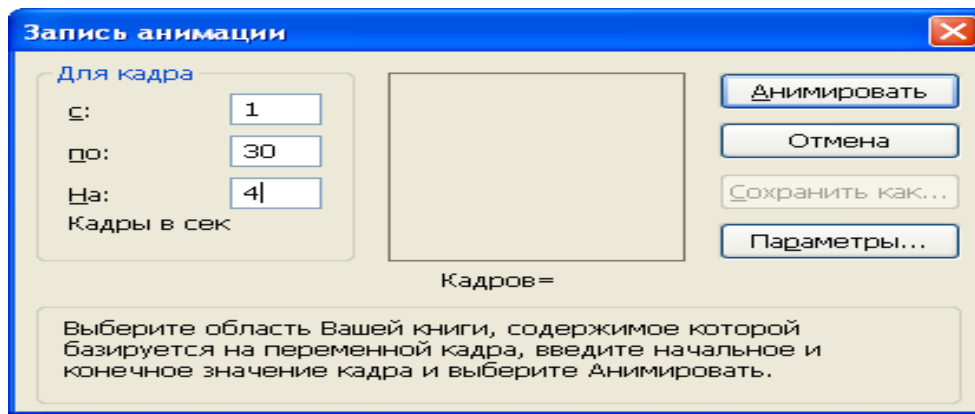 Запись анимации
Для кадра
с: 1
по: 30
На: 4
Кадры в сек
Кадров=
Анимировать
Отмена
Сохранить как...
Параметры...
Выберите область Вашей книги, содержимое которой
базируется на переменной кадра, введите начальное и
конечное значение кадра и выберите Анимировать.